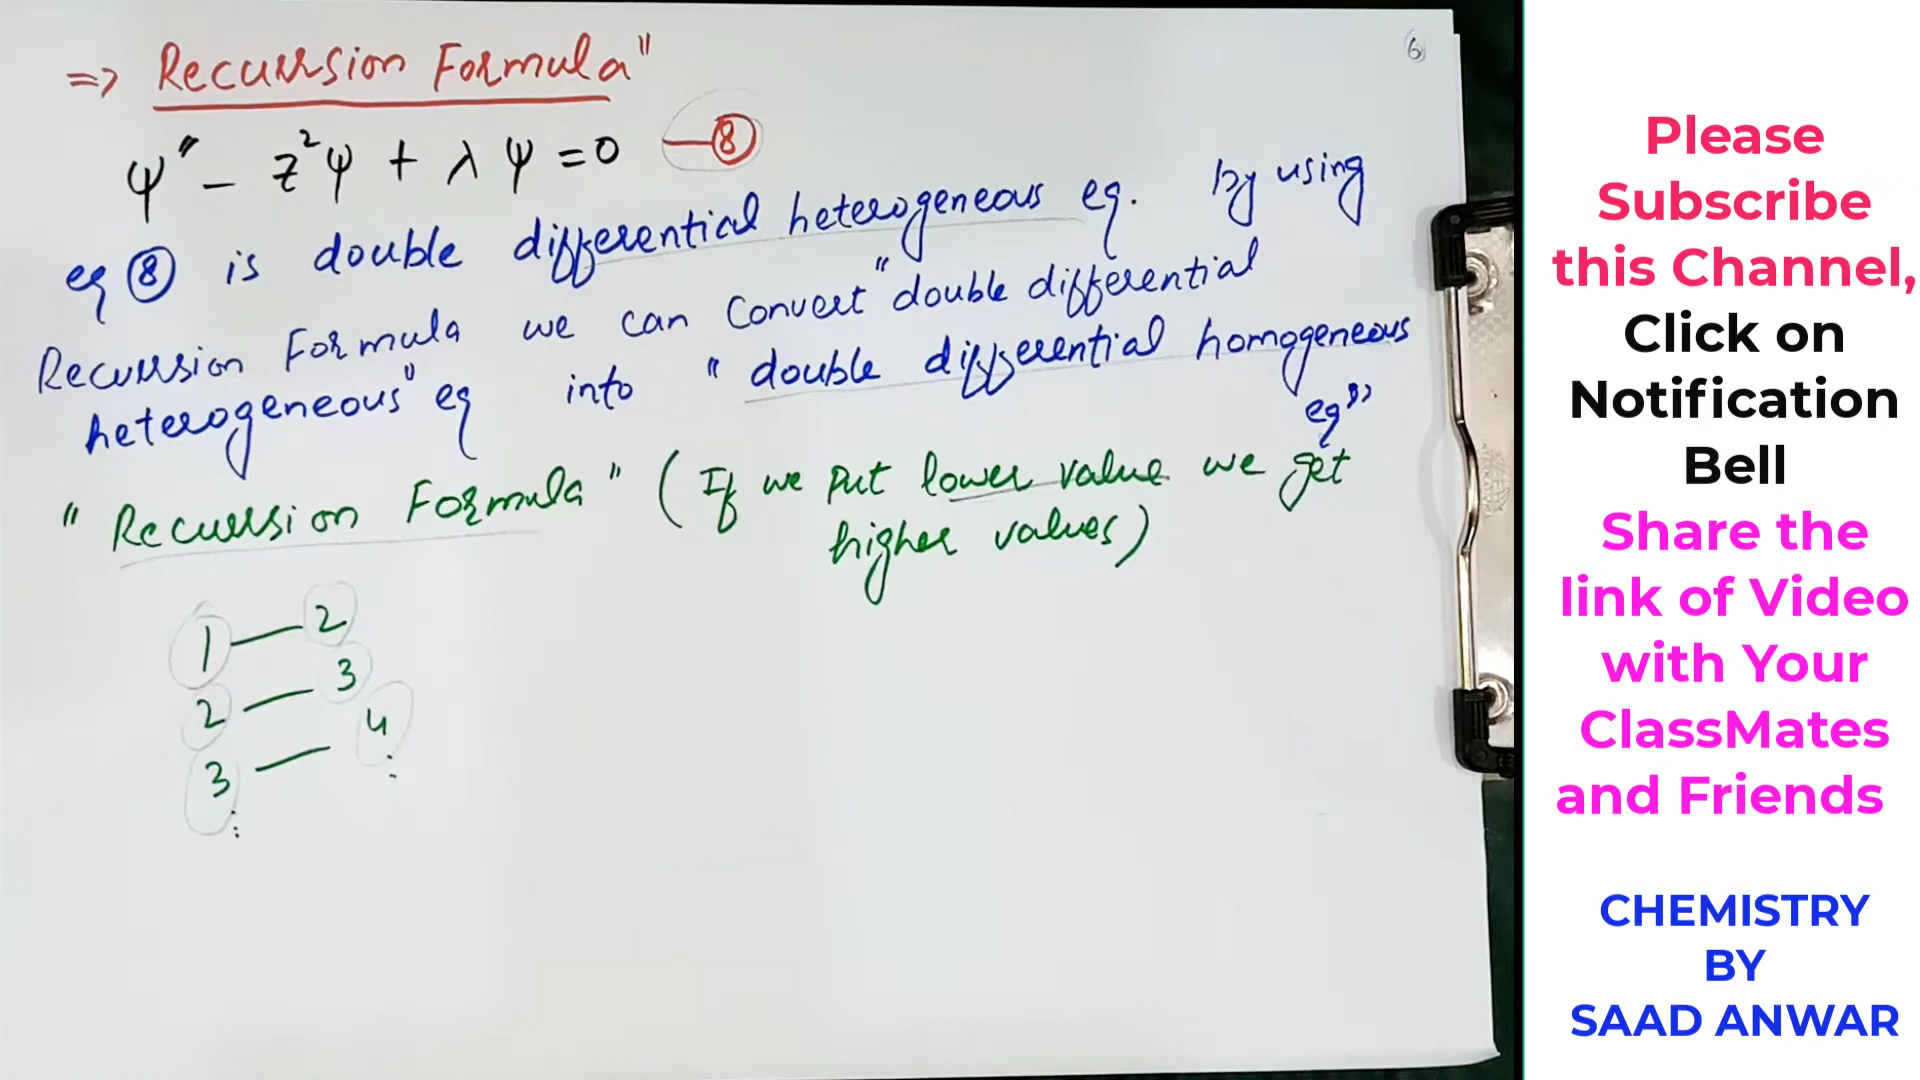 6
=> Recursion Formula"
ψ" - z²ψ + λ ψ = 0 —⑧
eq ⑧ is double differential heterogeneous eq. by using
Recursion Formula we can convert "double differential
heterogeneous" eq into " double differential homogeneous
eq"
" Recursion Formula " ( If we put lower value we get
higher values)
1 — 2
2 — 3
3 — 4
Please
Subscribe
this Channel,
Click on
Notification
Bell
Share the
link of Video
with Your
ClassMates
and Friends
CHEMISTRY
BY
SAAD ANWAR